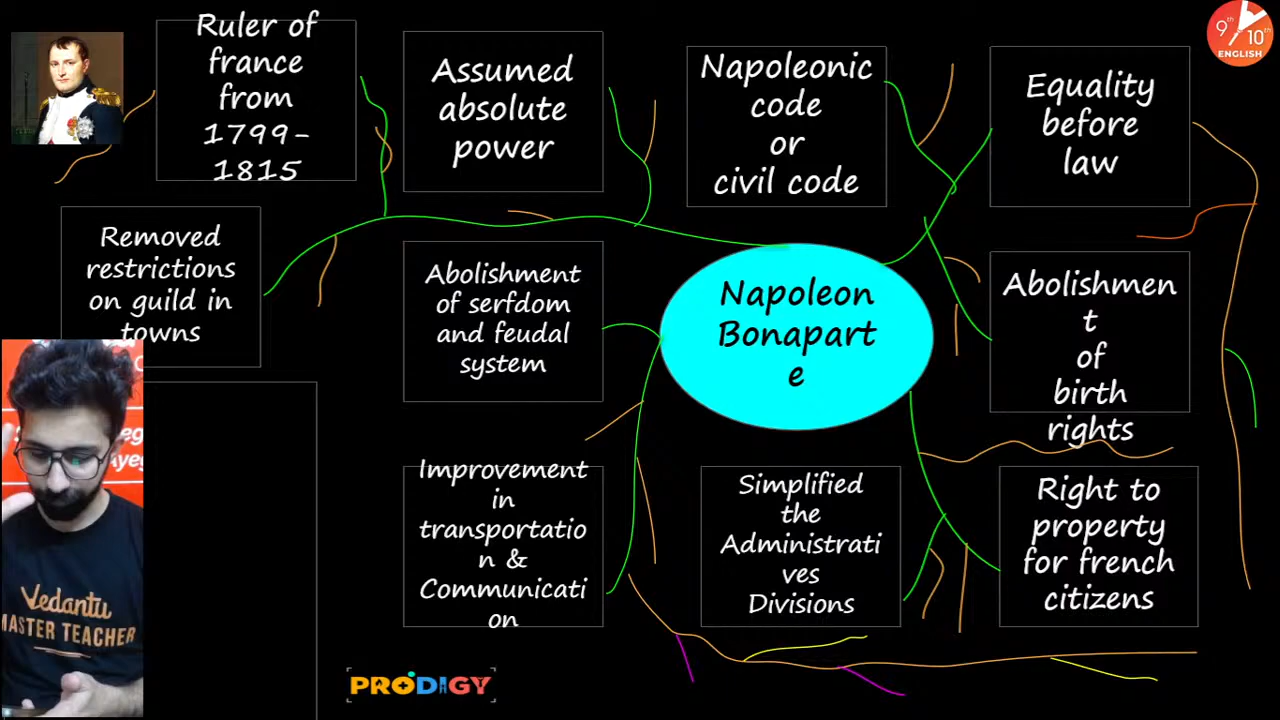 Ruler of
france
from
1799-
1815
Assumed
absolute
power
Napoleonic
code
or
civil code
Equality
before
law
9th
10th
ENGLISH
Removed
restrictions
on guild in
towns
Abolishment
of serfdom
and feudal
system
Napoleon
Bonapart
e
Abolishmen
t
of
birth
rights
Improvement
in
transportatio
n &
Communicati
on
Simplified
the
Administrati
ves
Divisions
Right to
property
for french
citizens
Vedantu
MASTER TEACHER
PRODIGY